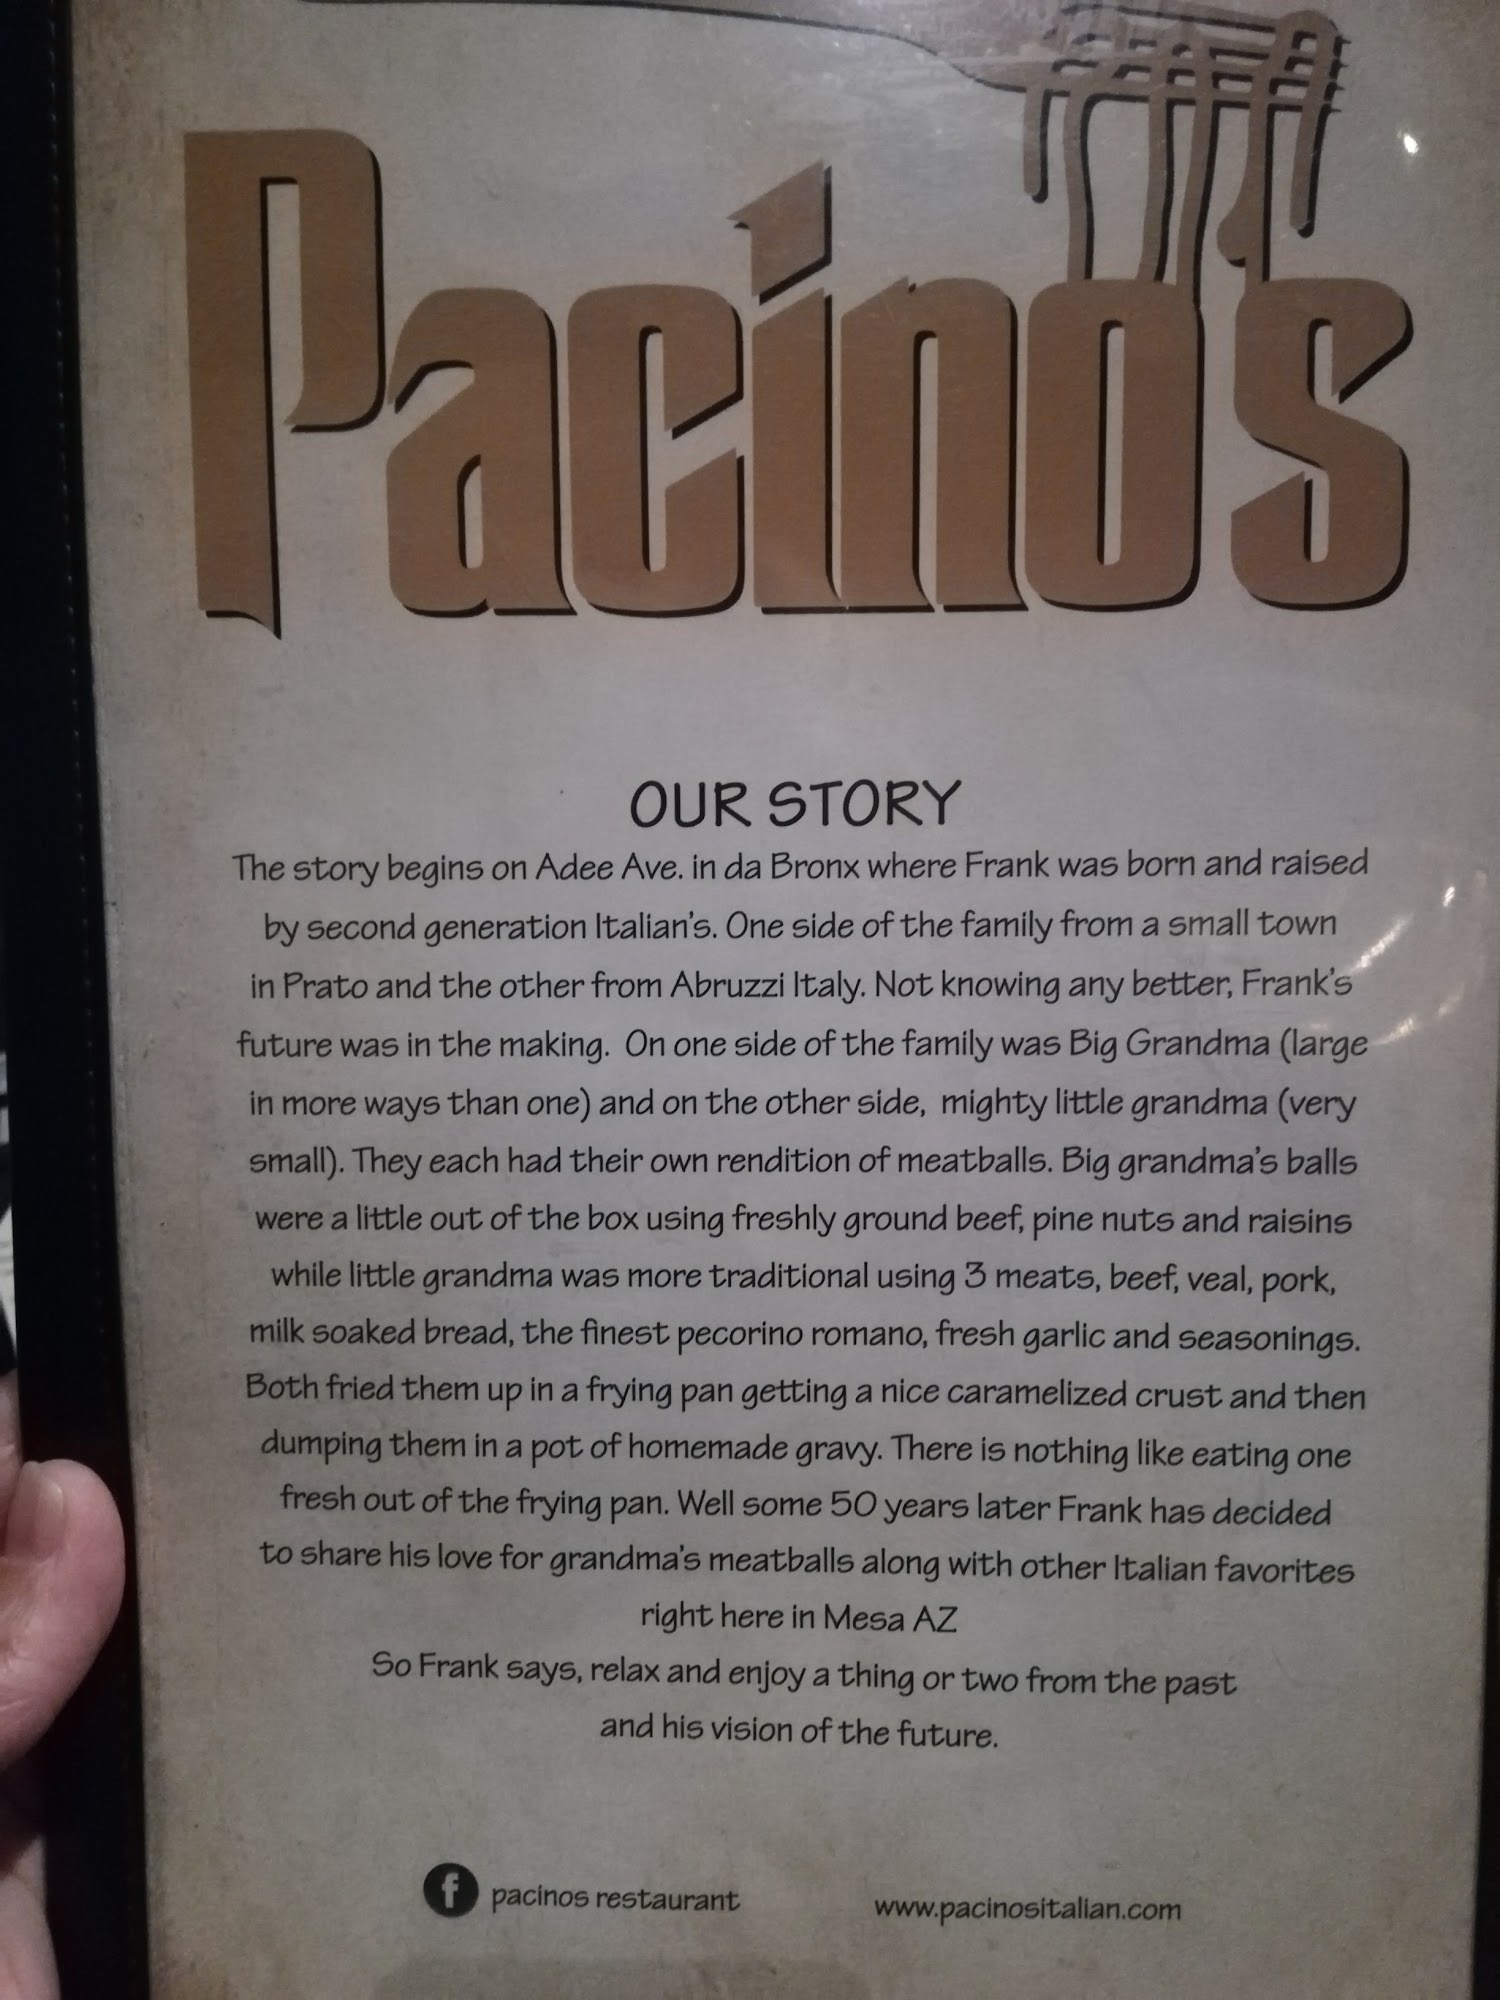 Pacino's
OUR STORY
The story begins on Adee Ave. in da Bronx where Frank was born and raised
by second generation Italian's. One side of the family from a small town
in Prato and the other from Abruzzi Italy. Not knowing any better, Frank's
future was in the making. On one side of the family was Big Grandma (large
in more ways than one) and on the other side, mighty little grandma (very
small). They each had their own rendition of meatballs. Big grandma's balls
were a little out of the box using freshly ground beef, pine nuts and raisins
while little grandma was more traditional using 3 meats, beef, veal, pork,
milk soaked bread, the finest pecorino romano, fresh garlic and seasonings.
Both fried them up in a frying pan getting a nice caramelized crust and then
dumping them in a pot of homemade gravy. There is nothing like eating one
fresh out of the frying pan. Well some 50 years later Frank has decided
to share his love for grandma's meatballs along with other Italian favorites
right here in Mesa AZ
So Frank says, relax and enjoy a thing or two from the past
and his vision of the future.
f pacinos restaurant www.pacinositalian.com